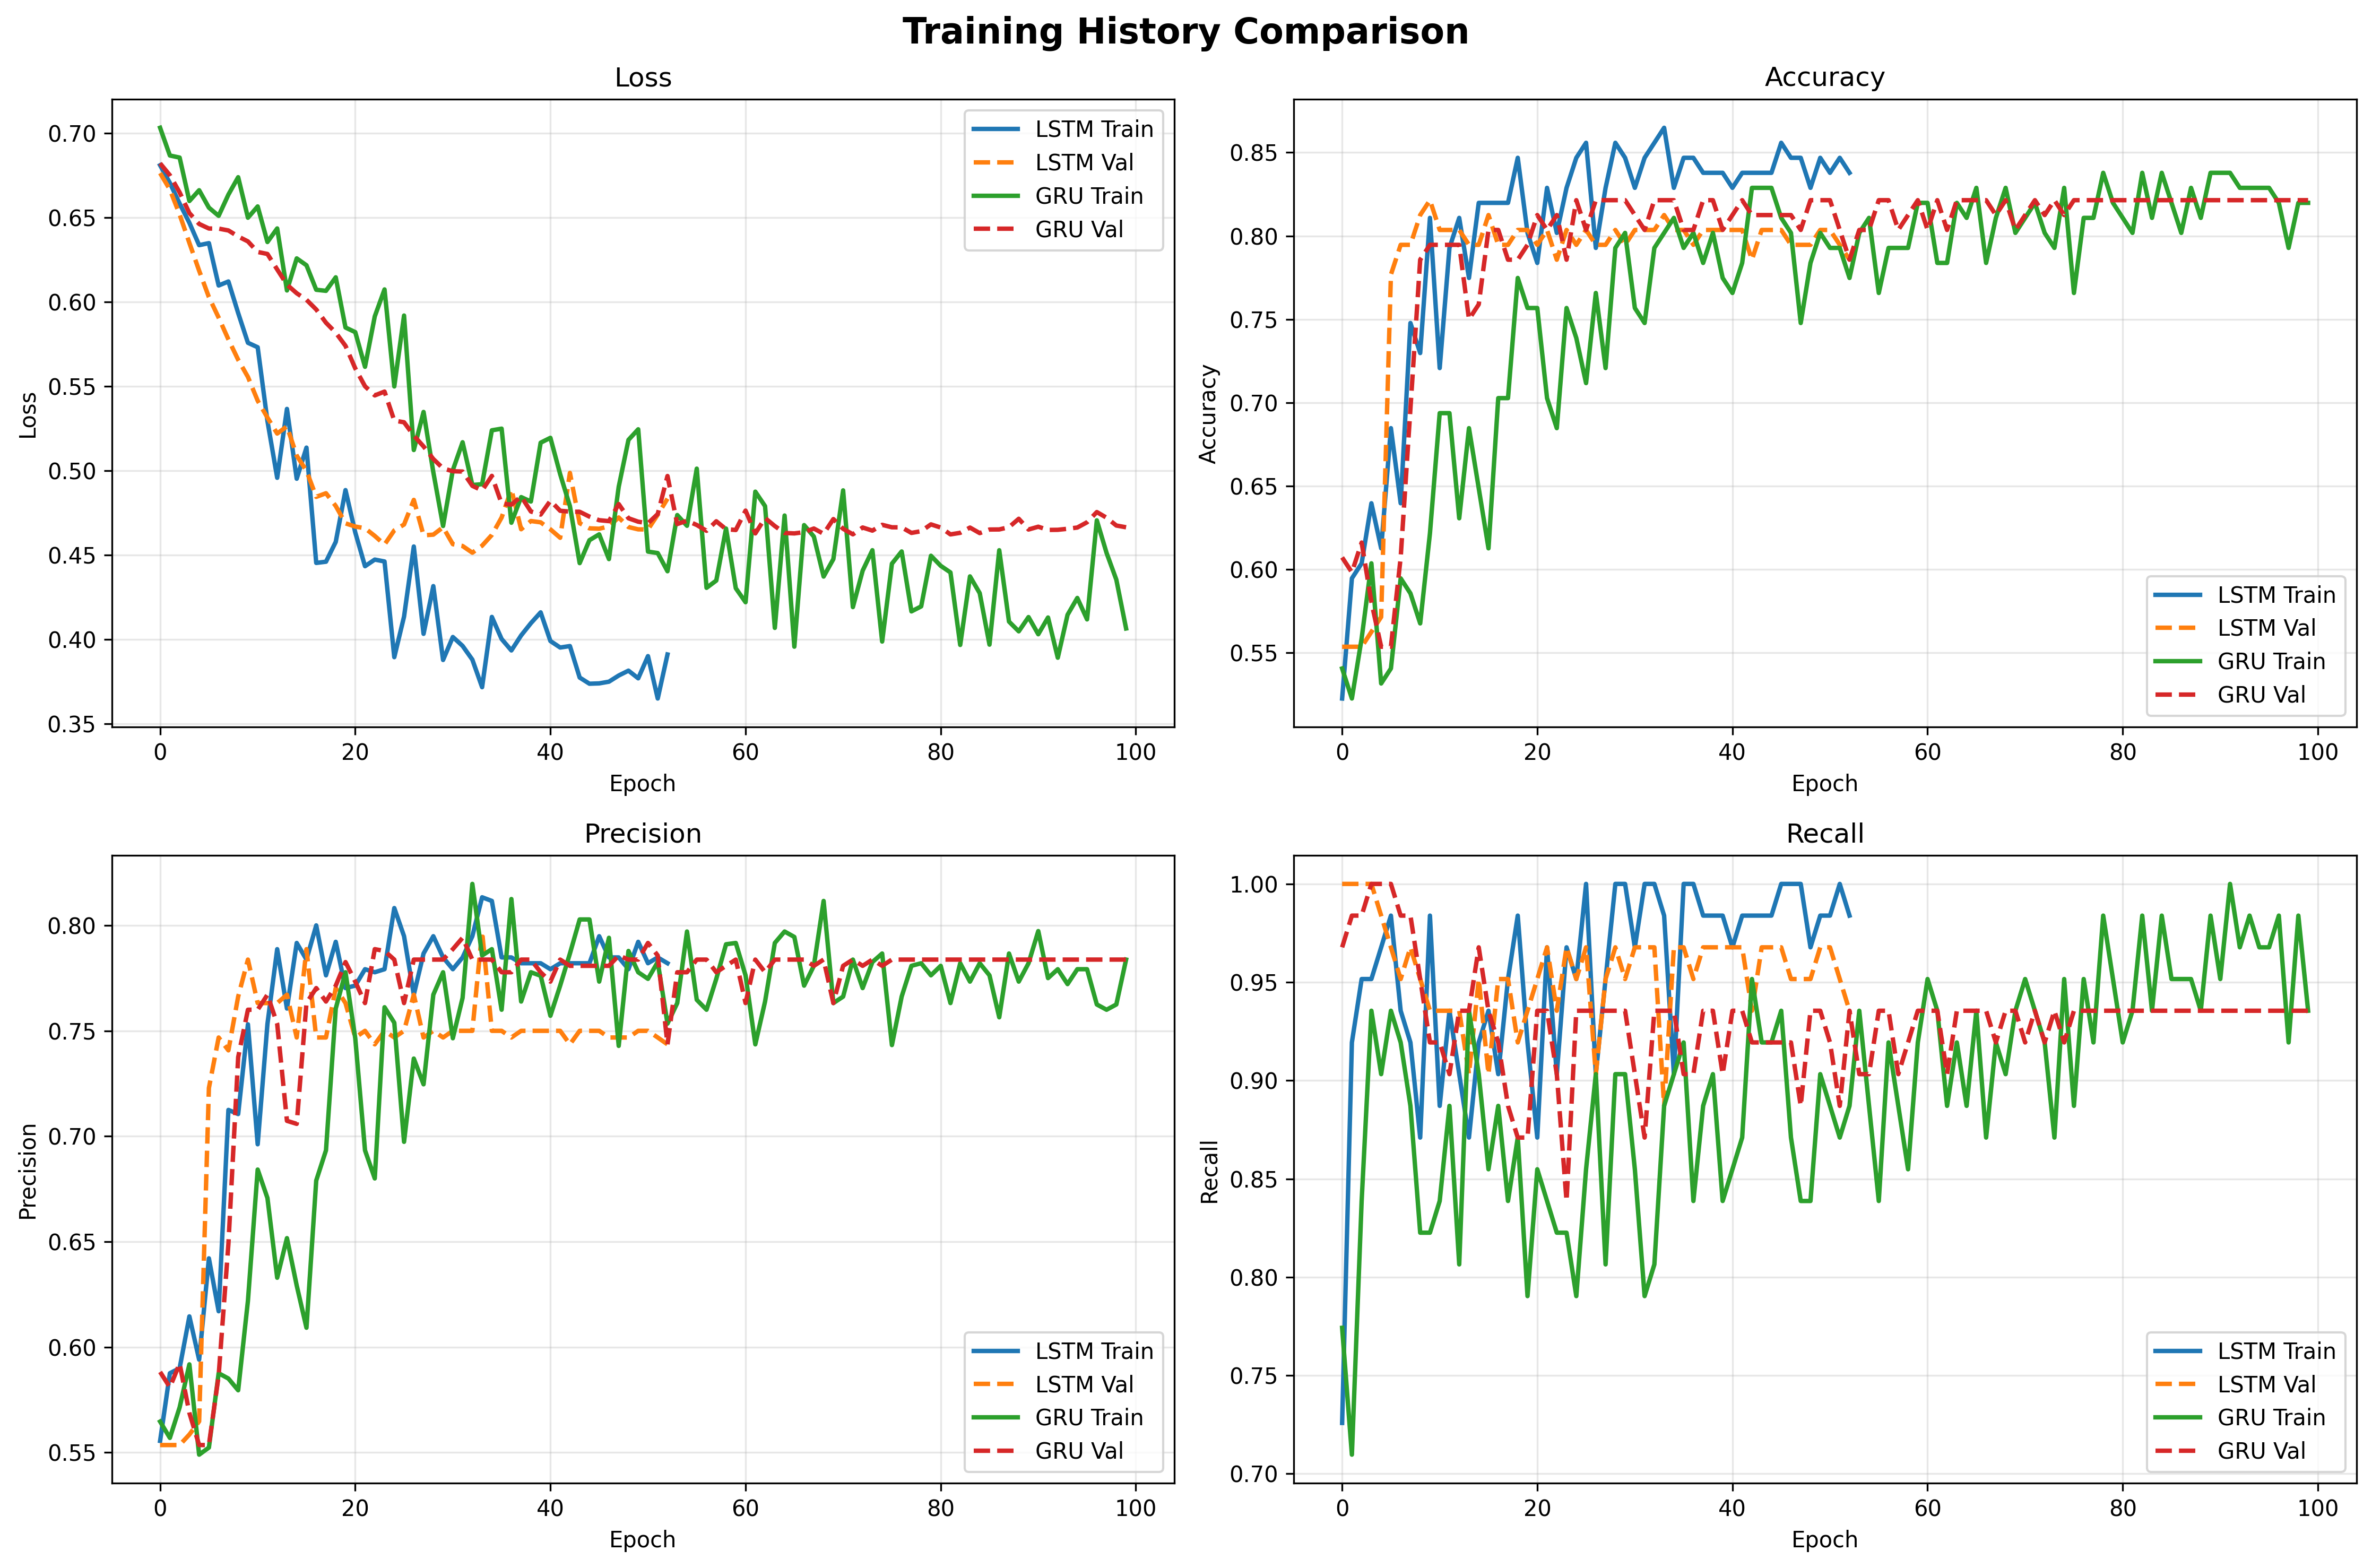 Training History Comparison
Loss
Loss
0.70
0.65
0.60
0.55
0.50
0.45
0.40
0.35
0 20 40 60 80 100
Epoch
LSTM Train
LSTM Val
GRU Train
GRU Val
Accuracy
Accuracy
0.85
0.80
0.75
0.70
0.65
0.60
0.55
0 20 40 60 80 100
Epoch
LSTM Train
LSTM Val
GRU Train
GRU Val
Precision
Precision
0.80
0.75
0.70
0.65
0.60
0.55
0 20 40 60 80 100
Epoch
LSTM Train
LSTM Val
GRU Train
GRU Val
Recall
Recall
1.00
0.95
0.90
0.85
0.80
0.75
0.70
0 20 40 60 80 100
Epoch
LSTM Train
LSTM Val
GRU Train
GRU Val